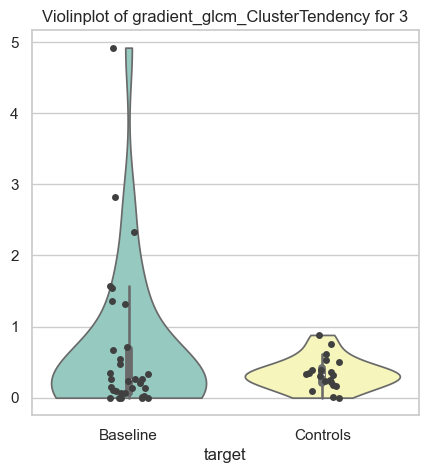 Violinplot of gradient_glcm_ClusterTendency for 3
5
4
3
2
1
0
Baseline
Controls
target